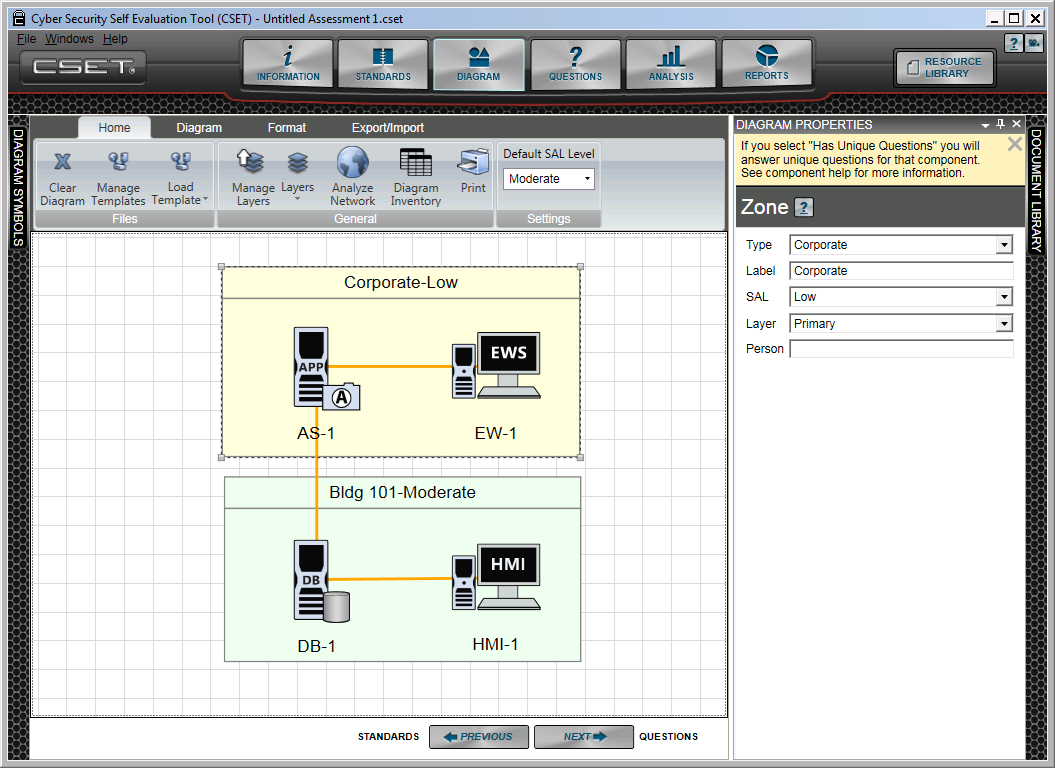 Cyber Security Self Evaluation Tool (CSET) - Untitled Assessment 1.cset
File Windows Help
CSET
INFORMATION
STANDARDS
DIAGRAM
QUESTIONS
ANALYSIS
REPORTS
RESOURCE
LIBRARY
?
DIAGRAM SYMBOLS
Home Diagram Format Export/Import
Clear
Diagram
Manage
Templates
Load
Template
Files
Manage
Layers
Layers
Analyze
Network
Diagram
Inventory
Print
General
Default SAL Level
Moderate
Settings
Corporate-Low
APP
A
EWS
AS-1
EW-1
Bldg 101-Moderate
DB
HMI
DB-1
HMI-1
STANDARDS
PREVIOUS
NEXT
QUESTIONS
DIAGRAM PROPERTIES
If you select "Has Unique Questions" you will
answer unique questions for that component.
See component help for more information.
Zone ?
Type Corporate
Label Corporate
SAL Low
Layer Primary
Person
DOCUMENT LIBRARY